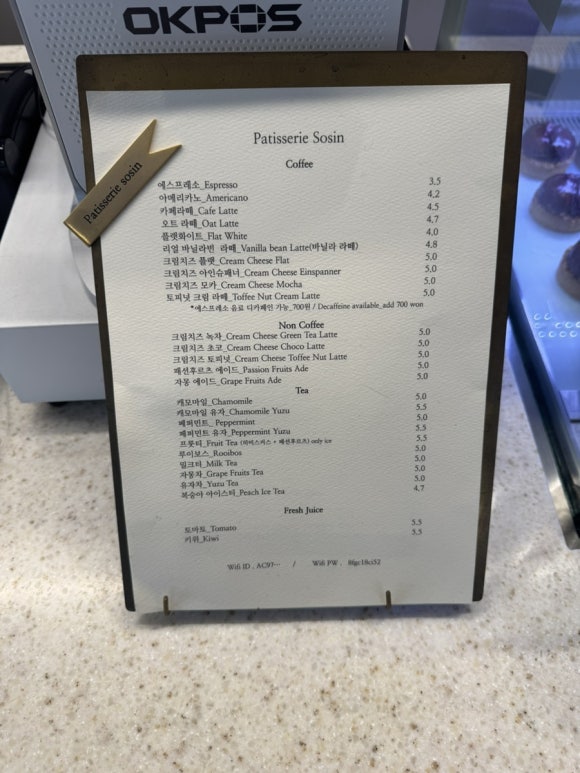 OKPOS
Patisserie sosin
Patisserie Sosin
Coffee
에스프레소_Espresso 3.5
아메리카노_Americano 4.2
카페라떼_Cafe Latte 4.5
오트 라떼_Oat Latte 4.7
플랫화이트_Flat White 4.0
리얼 바닐라빈 라떼_Vanilla bean Latte(바닐라 라떼) 4.8
크림치즈 플랫_Cream Cheese Flat 5.0
크림치즈 아인슈패너_Cream Cheese Einspanner 5.0
크림치즈 모카_Cream Cheese Mocha 5.0
토피넛 크림 라떼_Toffee Nut Cream Latte 5.0
*에스프레소 음료 디카페인 가능_700원 / Decaffeine available_add 700 won
Non Coffee
크림치즈 녹차_Cream Cheese Green Tea Latte 5.0
크림치즈 초코_Cream Cheese Choco Latte 5.0
크림치즈 토피넛_Cream Cheese Toffee Nut Latte 5.0
패션후르츠 에이드_Passion Fruits Ade 5.0
자몽 에이드_Grape Fruits Ade 5.0
Tea
캐모마일_Chamomile 5.0
캐모마일 유자_Chamomile Yuzu 5.5
페퍼민트_ Peppermint 5.0
페퍼민트 유자_Peppermint Yuzu 5.5
프룻티_Fruit Tea (히비스커스 + 패션후르츠) only ice 5.5
루이보스_Rooibos 5.0
밀크티_Milk Tea 5.0
자몽차_Grape Fruits Tea 5.0
유자차_Yuzu Tea 5.0
복숭아 아이스티_Peach Ice Tea 4.7
Fresh Juice
토마토_Tomato 5.5
키위_Kiwi 5.5
Wifi ID . AC97··· / Wifi PW . 8fgc18ci52